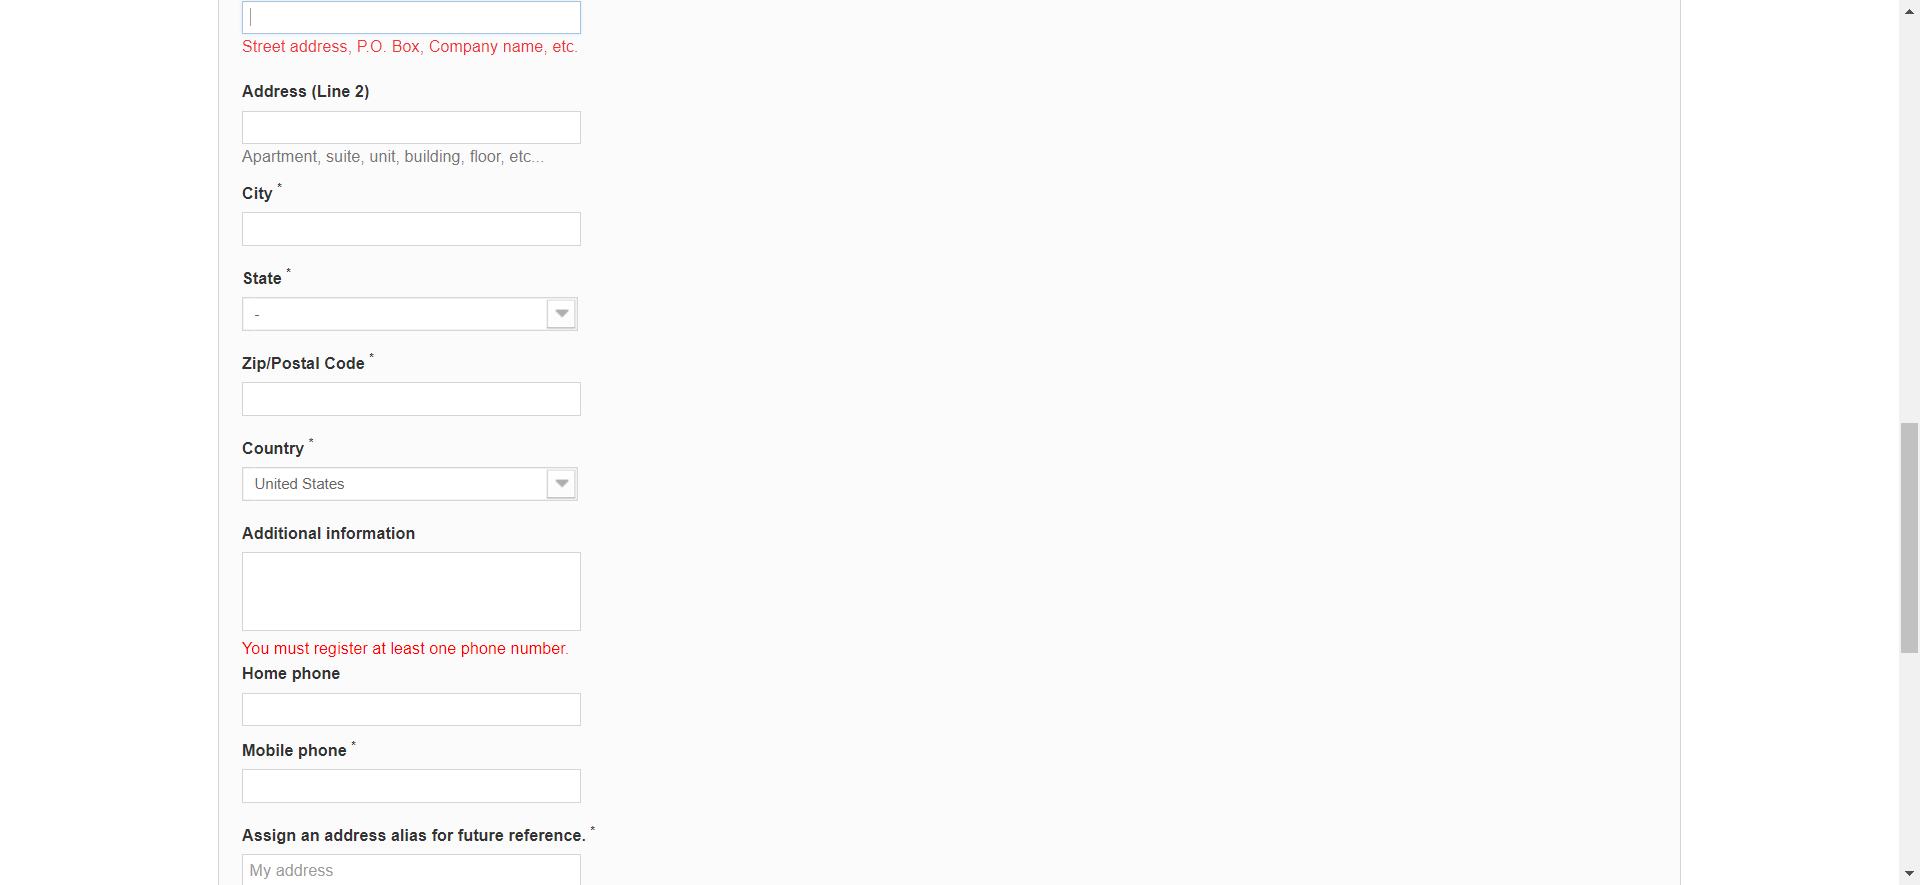 Street address, P.O. Box, Company name, etc.
Address (Line 2)
Apartment, suite, unit, building, floor, etc...
City *
State *
-
Zip/Postal Code *
Country *
United States
Additional information
You must register at least one phone number.
Home phone
Mobile phone *
Assign an address alias for future reference. *
My address